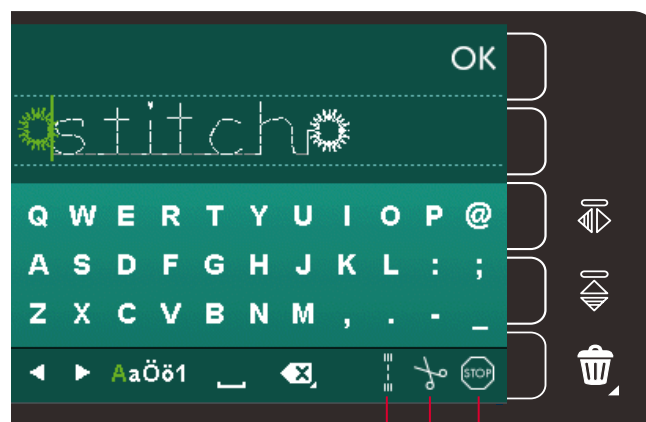 OK
stitch
Q W E R T Y U I O P @
A S D F G H J K L : ;
Z X C V B N M , . - _
AaÖö1 STOP